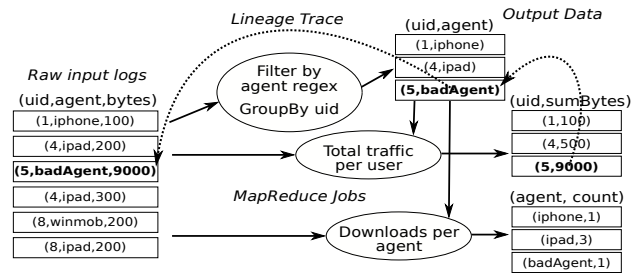 Lineage Trace
Output Data
(uid,agent)
(1,iphone)
(4,ipad)
(5,badAgent)
Raw input logs
(uid,agent,bytes)
(1,iphone,100)
(4,ipad,200)
(5,badAgent,9000)
(4,ipad,300)
(8,winmob,200)
(8,ipad,200)
Filter by
agent regex
GroupBy uid
Total traffic
per user
MapReduce Jobs
Downloads per
agent
(uid,sumBytes)
(1,100)
(4,500)
(5,9000)
(agent, count)
(iphone,1)
(ipad,3)
(badAgent,1)